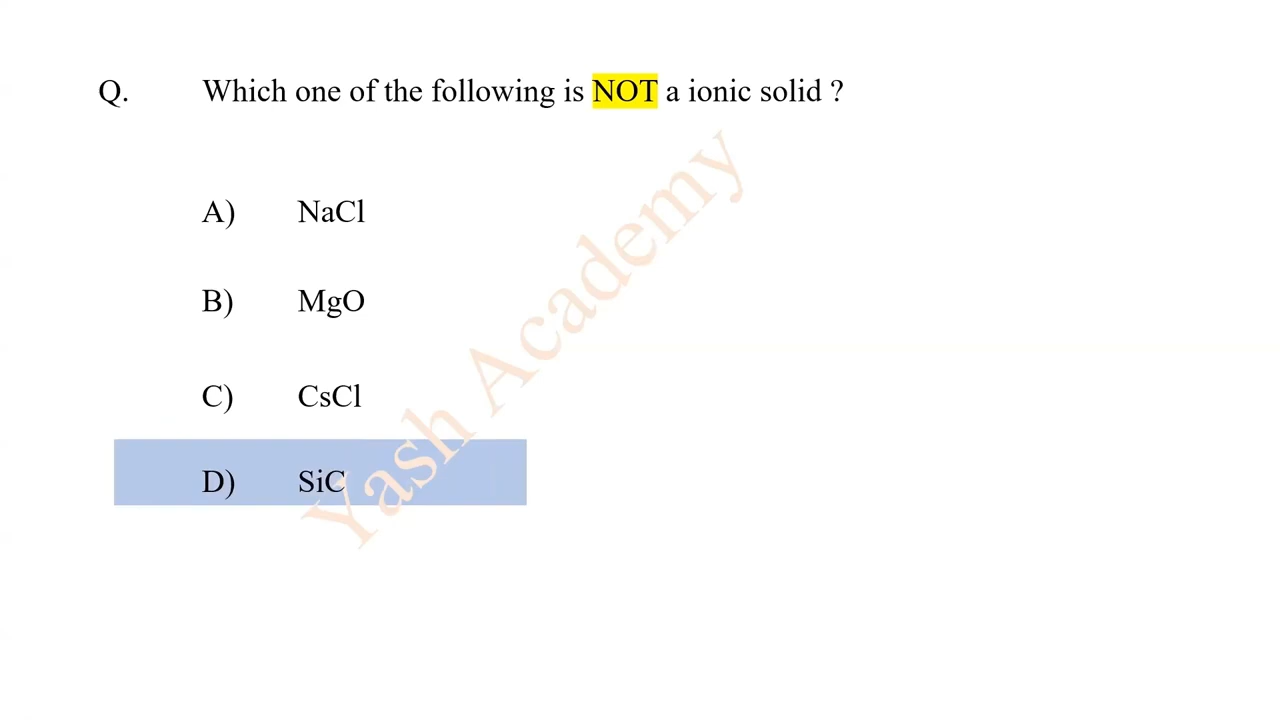 Q. Which one of the following is NOT a ionic solid ?
A) NaCl
B) MgO
C) CsCl
D) SiC
Yash Academy